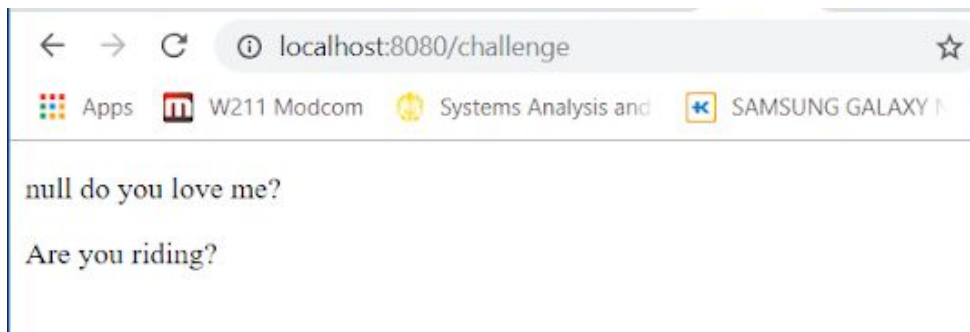 localhost:8080/challenge
Apps W211 Modcom Systems Analysis and SAMSUNG GALAXY
null do you love me?
Are you riding?